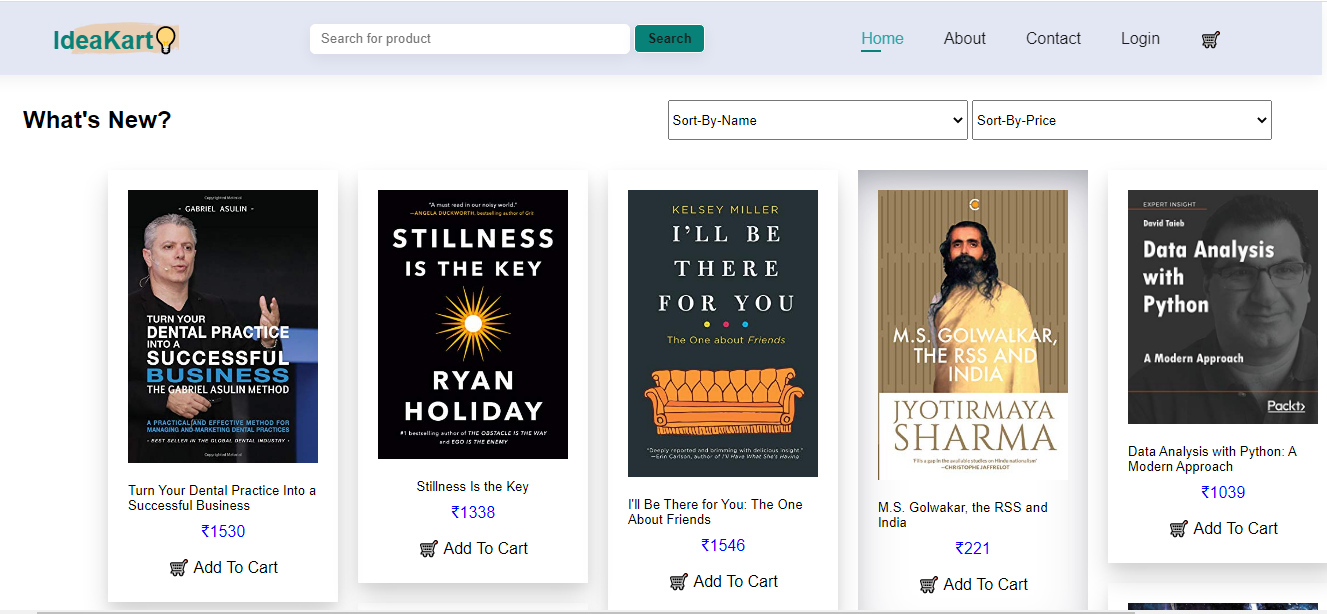 IdeaKart
Search for product
Search
Home
About
Contact
Login
What's New?
Sort-By-Name
Sort-By-Price
- GABRIEL ASULIN -
TURN YOUR
DENTAL PRACTICE
INTO A
SUCCESSFUL
BUSINESS
THE GABRIEL ASULIN METHOD
A PRACTICAL AND EFFECTIVE METHOD FOR
MANAGING AND MARKETING DENTAL PRACTICES
• BEST SELLER IN THE GLOBAL DENTAL INDUSTRY •
Turn Your Dental Practice Into a
Successful Business
₹1530
Add To Cart
"A must read in our noisy world."
—ANGELA DUCKWORTH, bestselling author of Grit
STILLNESS
IS THE KEY
RYAN
HOLIDAY
#1 bestselling author of THE OBSTACLE IS THE WAY
and EGO IS THE ENEMY
Stillness Is the Key
₹1338
Add To Cart
KELSEY MILLER
I'LL BE
THERE
FOR YOU
The One about Friends
"Deeply reported and brimming with delicious insight."
—Erin Carlson, author of I'll Have What She's Having
I'll Be There for You: The One
About Friends
₹1546
Add To Cart
M.S. GOLWALKAR,
THE RSS AND
INDIA
JYOTIRMAYA
SHARMA
'Fills a gap in the available studies on Hindu nationalism'
—CHRISTOPHE JAFFRELOT
M.S. Golwakar, the RSS and
India
₹221
Add To Cart
EXPERT INSIGHT
David Taieb
Data Analysis
with
Python
A Modern Approach
Packt>
Data Analysis with Python: A
Modern Approach
₹1039
Add To Cart